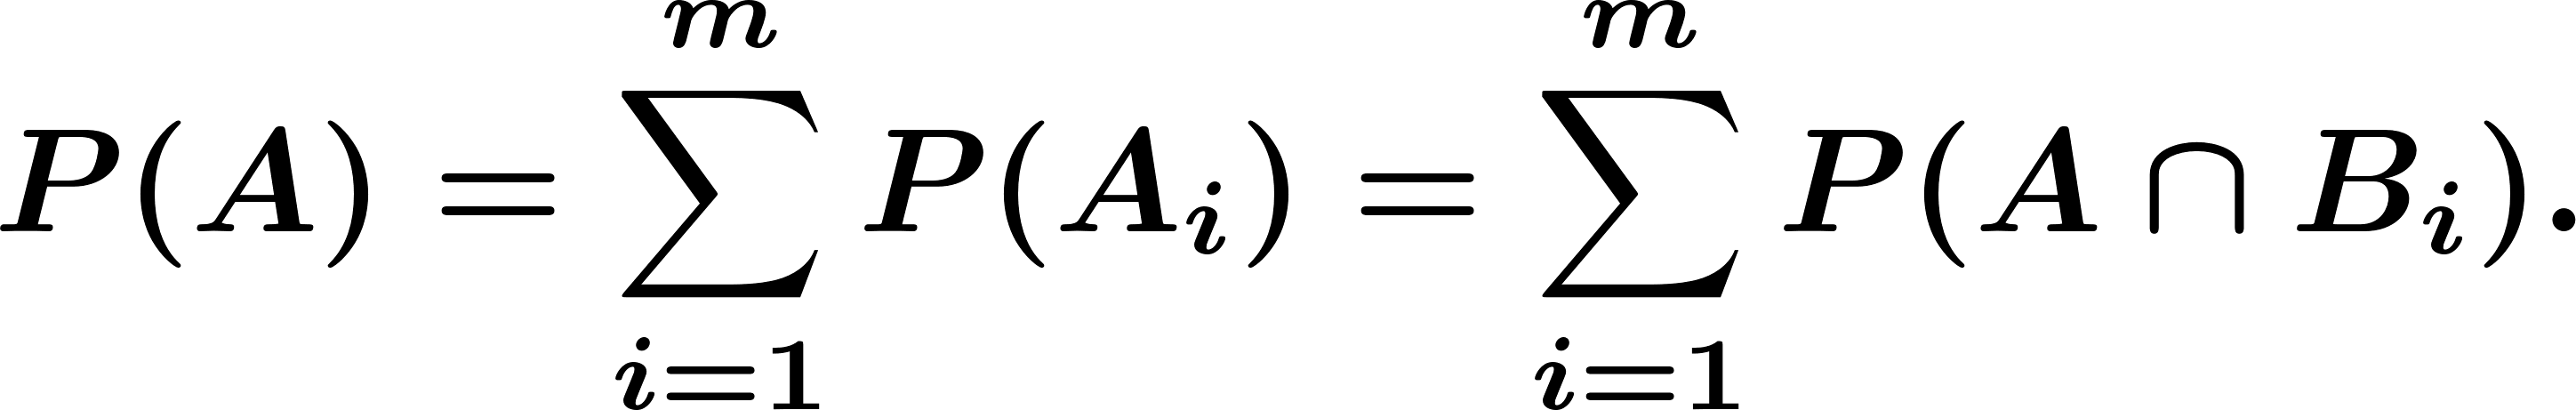 P(A) = \sum_{i=1}^{m} P(A_i) = \sum_{i=1}^{m} P(A \cap B_i).